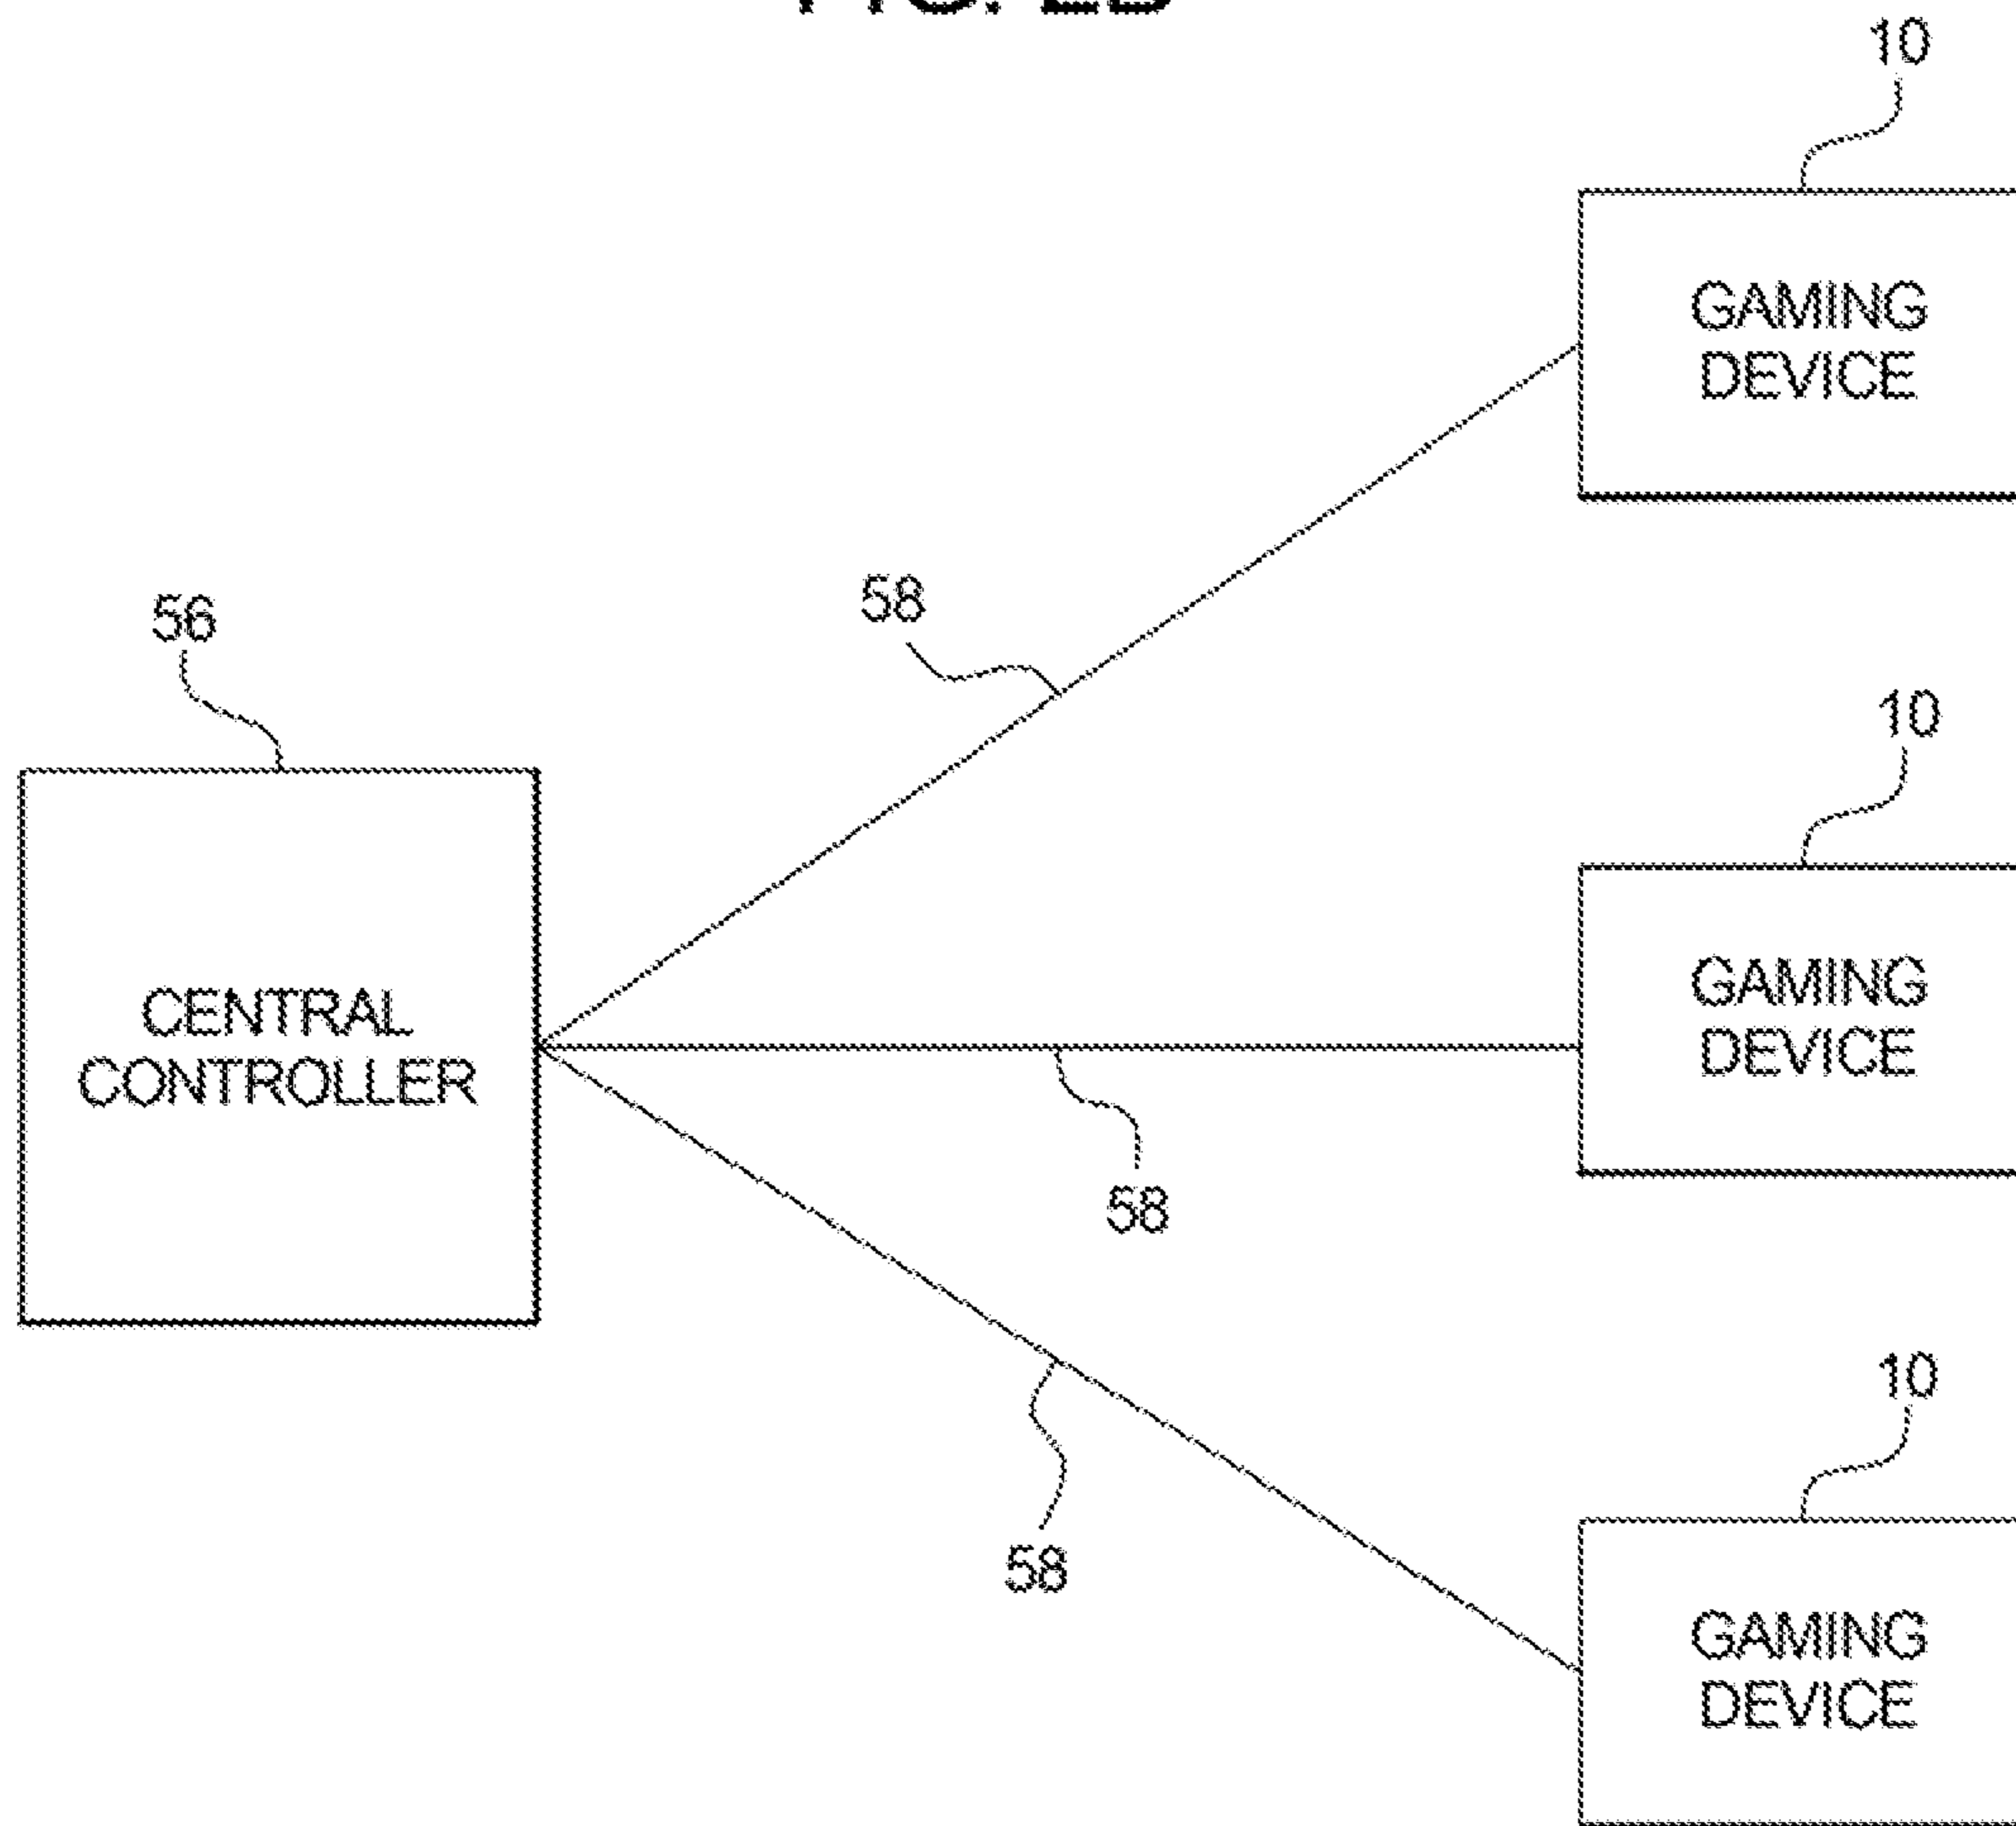 10
GAMING
DEVICE
58
56
10
CENTRAL
CONTROLLER
GAMING
DEVICE
58
10
58
GAMING
DEVICE